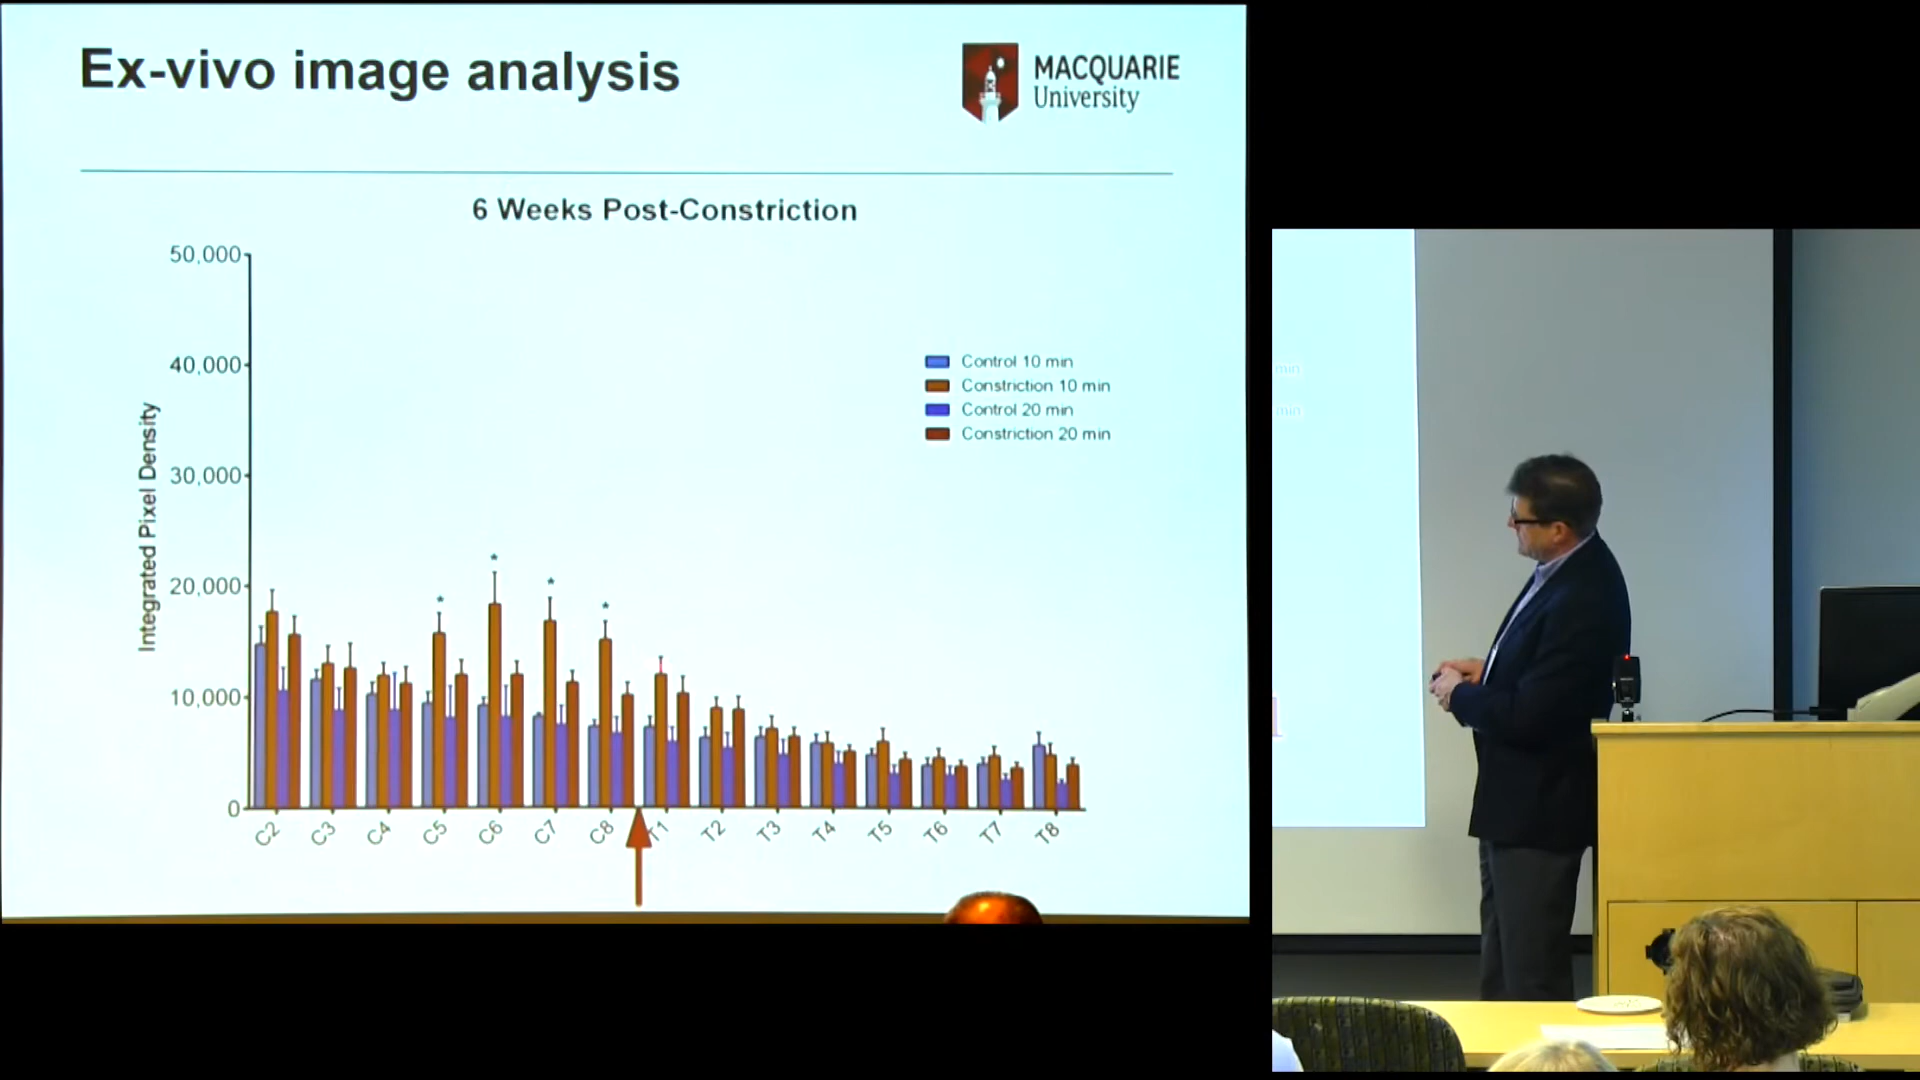 Ex-vivo image analysis
MACQUARIE
University
6 Weeks Post-Constriction
Integrated Pixel Density
50,000
40,000
30,000
20,000
10,000
0
* * * *
Control 10 min
Constriction 10 min
Control 20 min
Constriction 20 min
C2 C3 C4 C5 C6 C7 C8 T1 T2 T3 T4 T5 T6 T7 T8
min
min